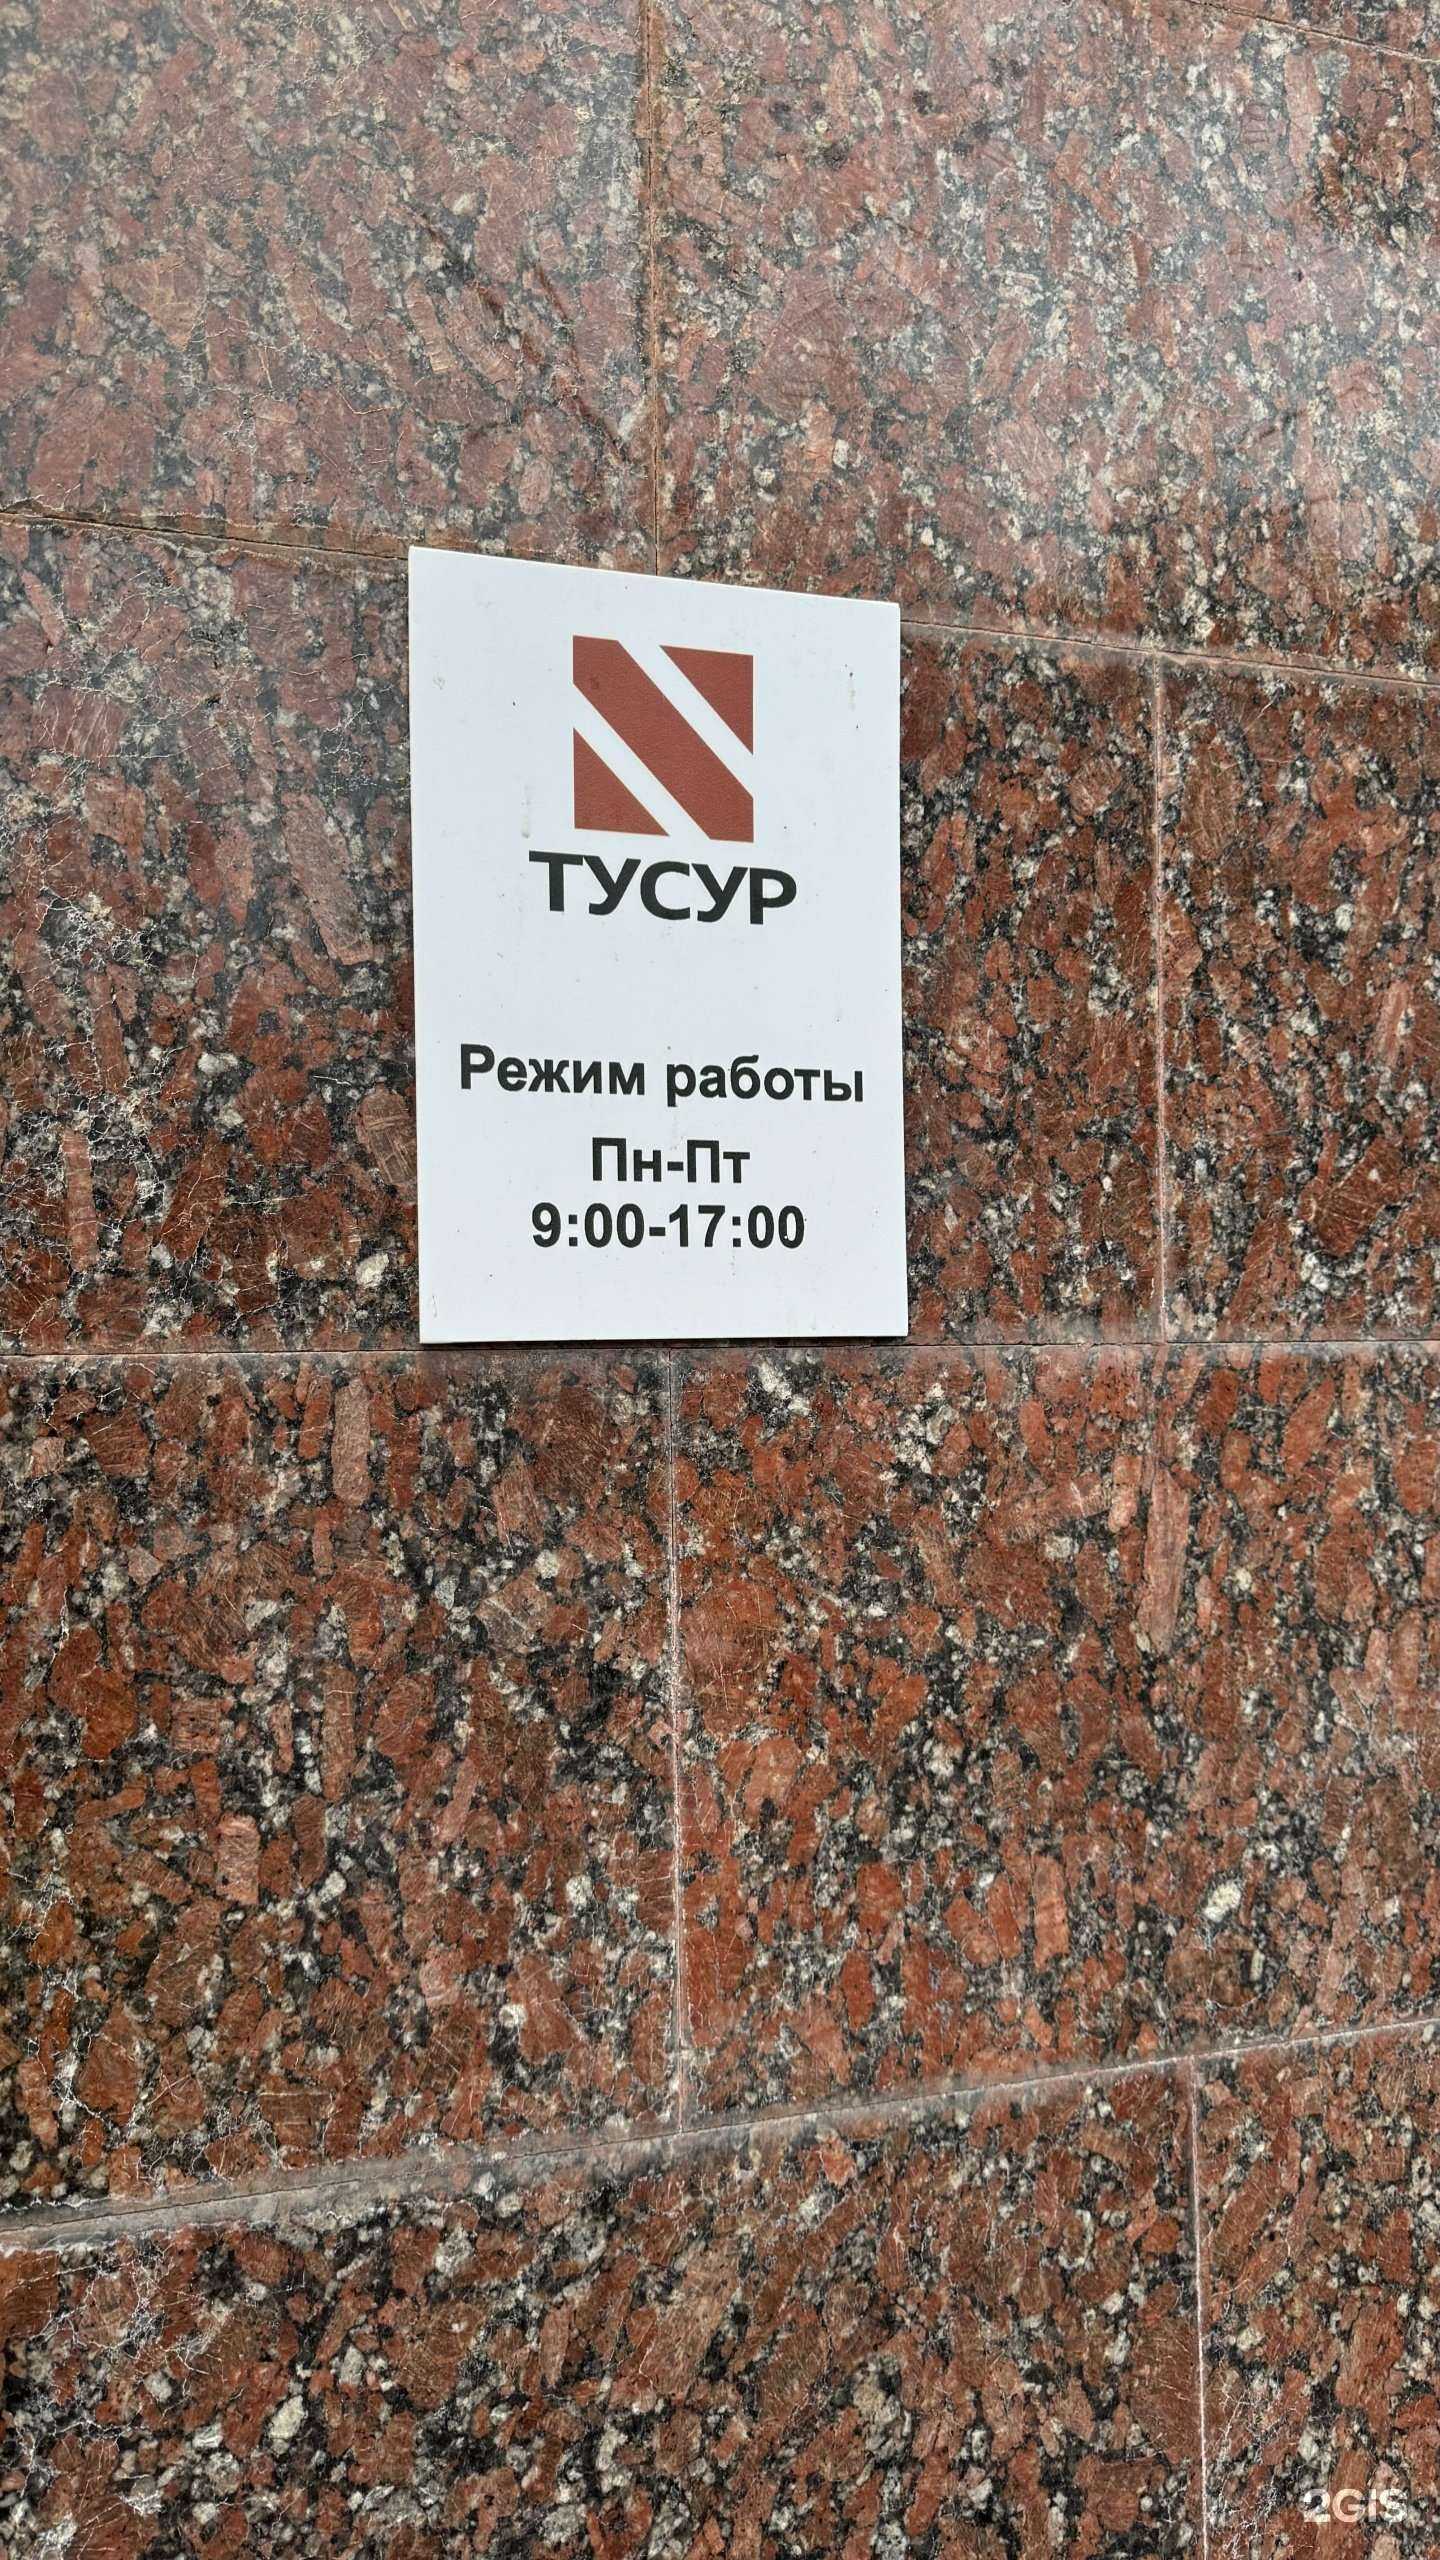 ТУСУР
Режим работы
Пн-Пт
9:00-17:00
2GIS